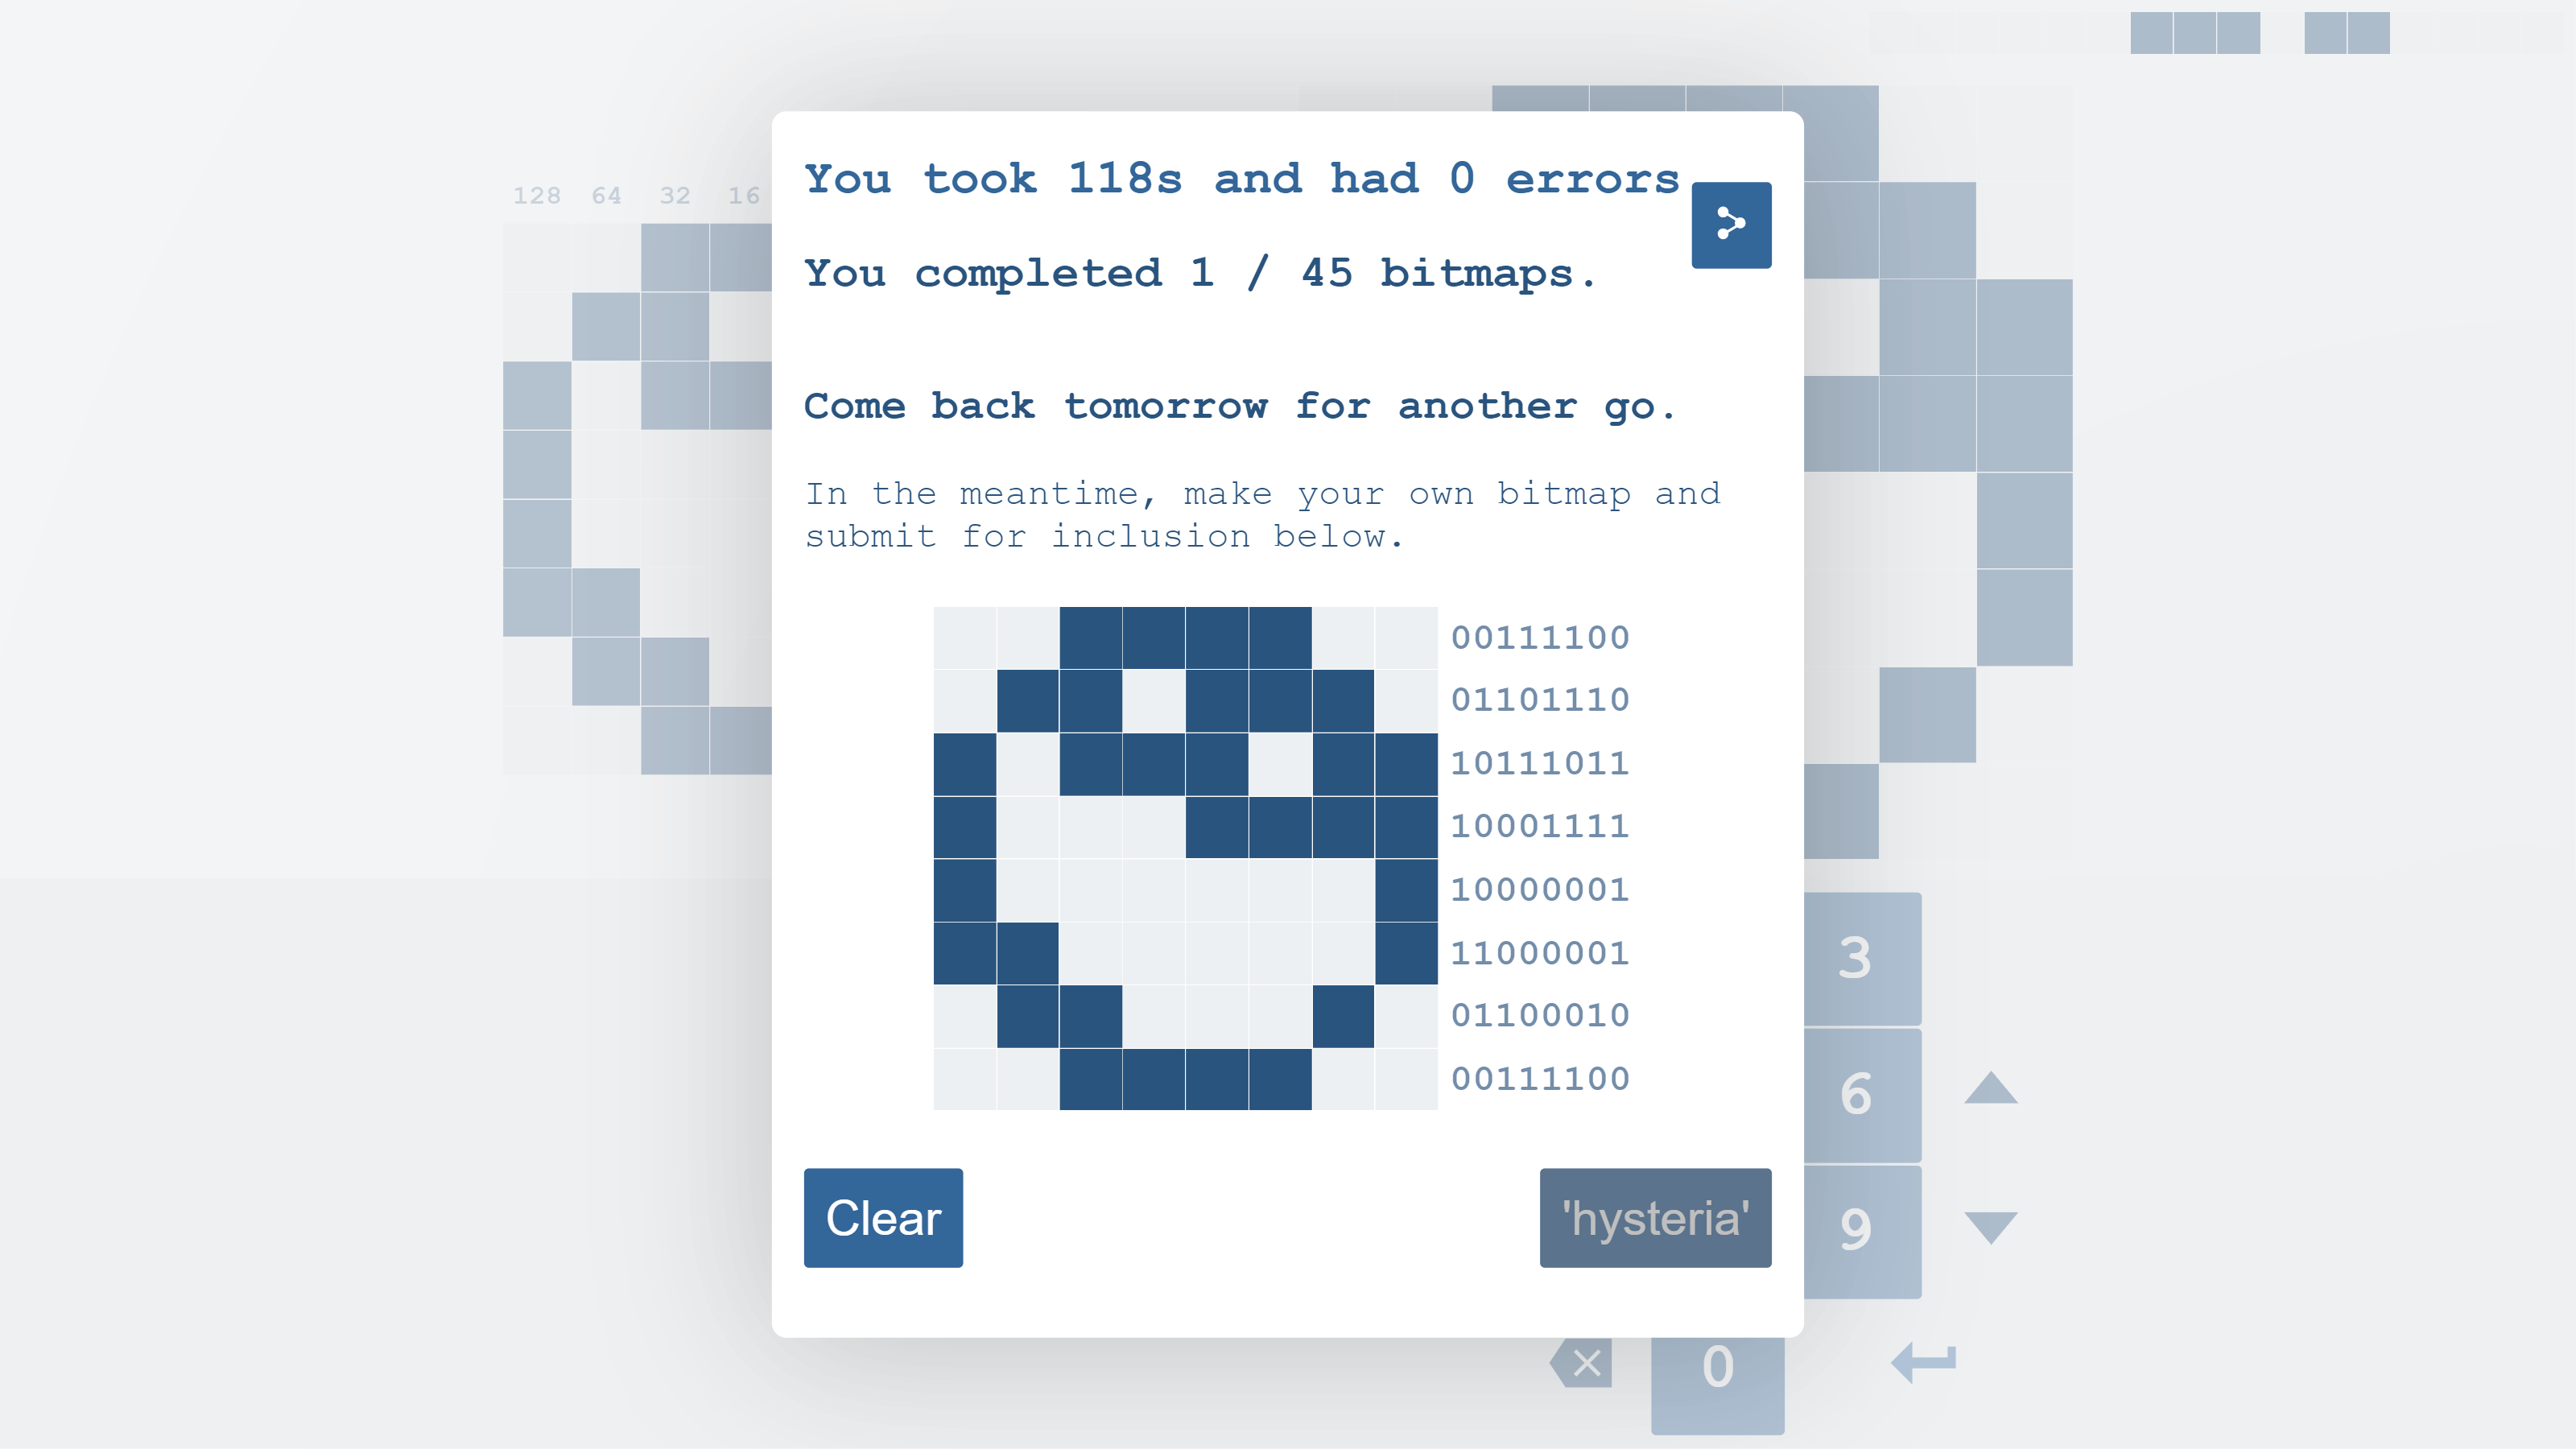 128 64 32 16
You took 118s and had 0 errors
You completed 1 / 45 bitmaps.
Come back tomorrow for another go.
In the meantime, make your own bitmap and
submit for inclusion below.
00111100
01101110
10111011
10001111
10000001
11000001
01100010
00111100
Clear
'hysteria'
3
6
9
0